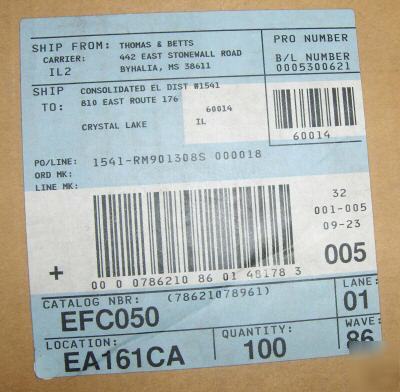 SHIP FROM: THOMAS & BETTS
CARRIER: 442 EAST STONEWALL ROAD
IL2 BYHALIA, MS 38611
PRO NUMBER
B/L NUMBER
0005300621
SHIP TO: CONSOLIDATED EL DIST #1541
810 EAST ROUTE 176
60014
CRYSTAL LAKE IL
60014
PO/LINE: 1541-RM901308S 000018
ORD MK:
LINE MK:
32
001-005
09-23
+ 005
00 0 0786210 86 01 48178 3
CATALOG NBR: (78621078961)
EFC050
LANE:
01
LOCATION: QUANTITY: WAVE:
EA161CA 100 86
eBay